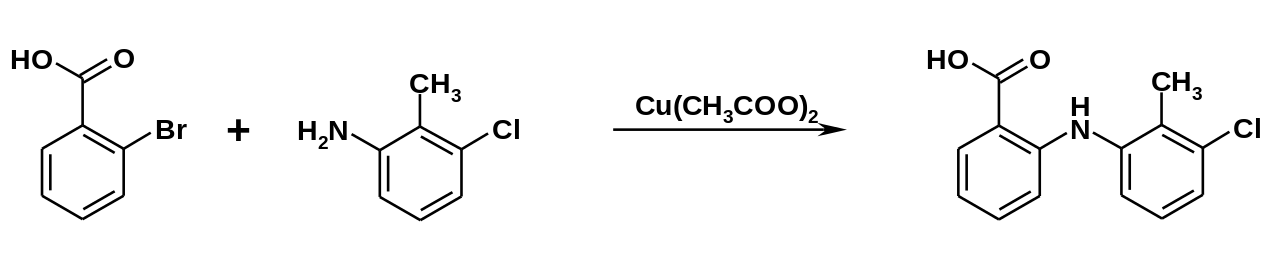 HO
O
Br
+
H₂N
CH₃
Cl
Cu(CH₃COO)₂
HO
O
H
N
CH₃
Cl